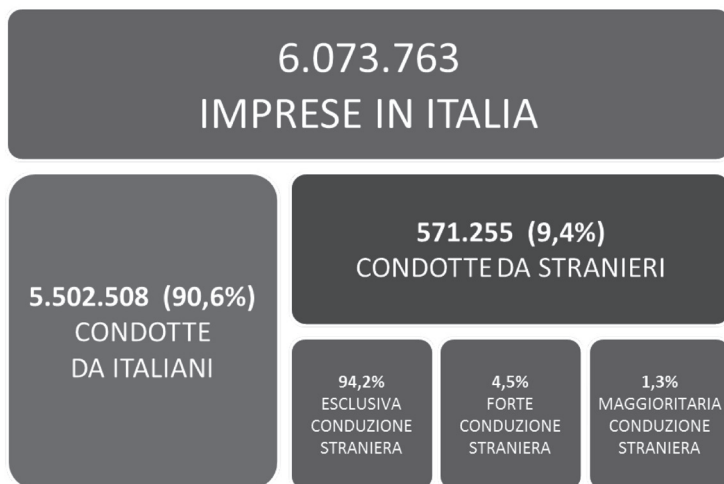 6.073.763
IMPRESE IN ITALIA
5.502.508 (90,6%)
CONDOTTE
DA ITALIANI
571.255 (9,4%)
CONDOTTE DA STRANIERI
94,2%
ESCLUSIVA
CONDUZIONE
STRANIERA
4,5%
FORTE
CONDUZIONE
STRANIERA
1,3%
MAGGIORITARIA
CONDUZIONE
STRANIERA